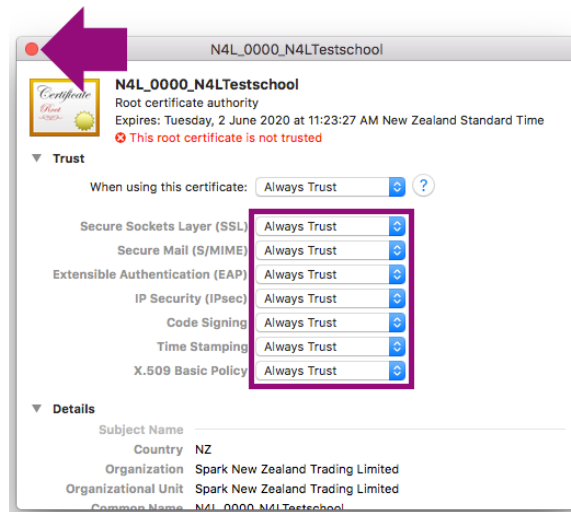 N4L_0000_N4LTestschool
Certificate
Root
N4L_0000_N4LTestschool
Root certificate authority
Expires: Tuesday, 2 June 2020 at 11:23:27 AM New Zealand Standard Time
This root certificate is not trusted
Trust
When using this certificate: Always Trust ?
Secure Sockets Layer (SSL) Always Trust
Secure Mail (S/MIME) Always Trust
Extensible Authentication (EAP) Always Trust
IP Security (IPsec) Always Trust
Code Signing Always Trust
Time Stamping Always Trust
X.509 Basic Policy Always Trust
Details
Subject Name
Country NZ
Organization Spark New Zealand Trading Limited
Organizational Unit Spark New Zealand Trading Limited
Common Name N4L_0000_N4LTestschool